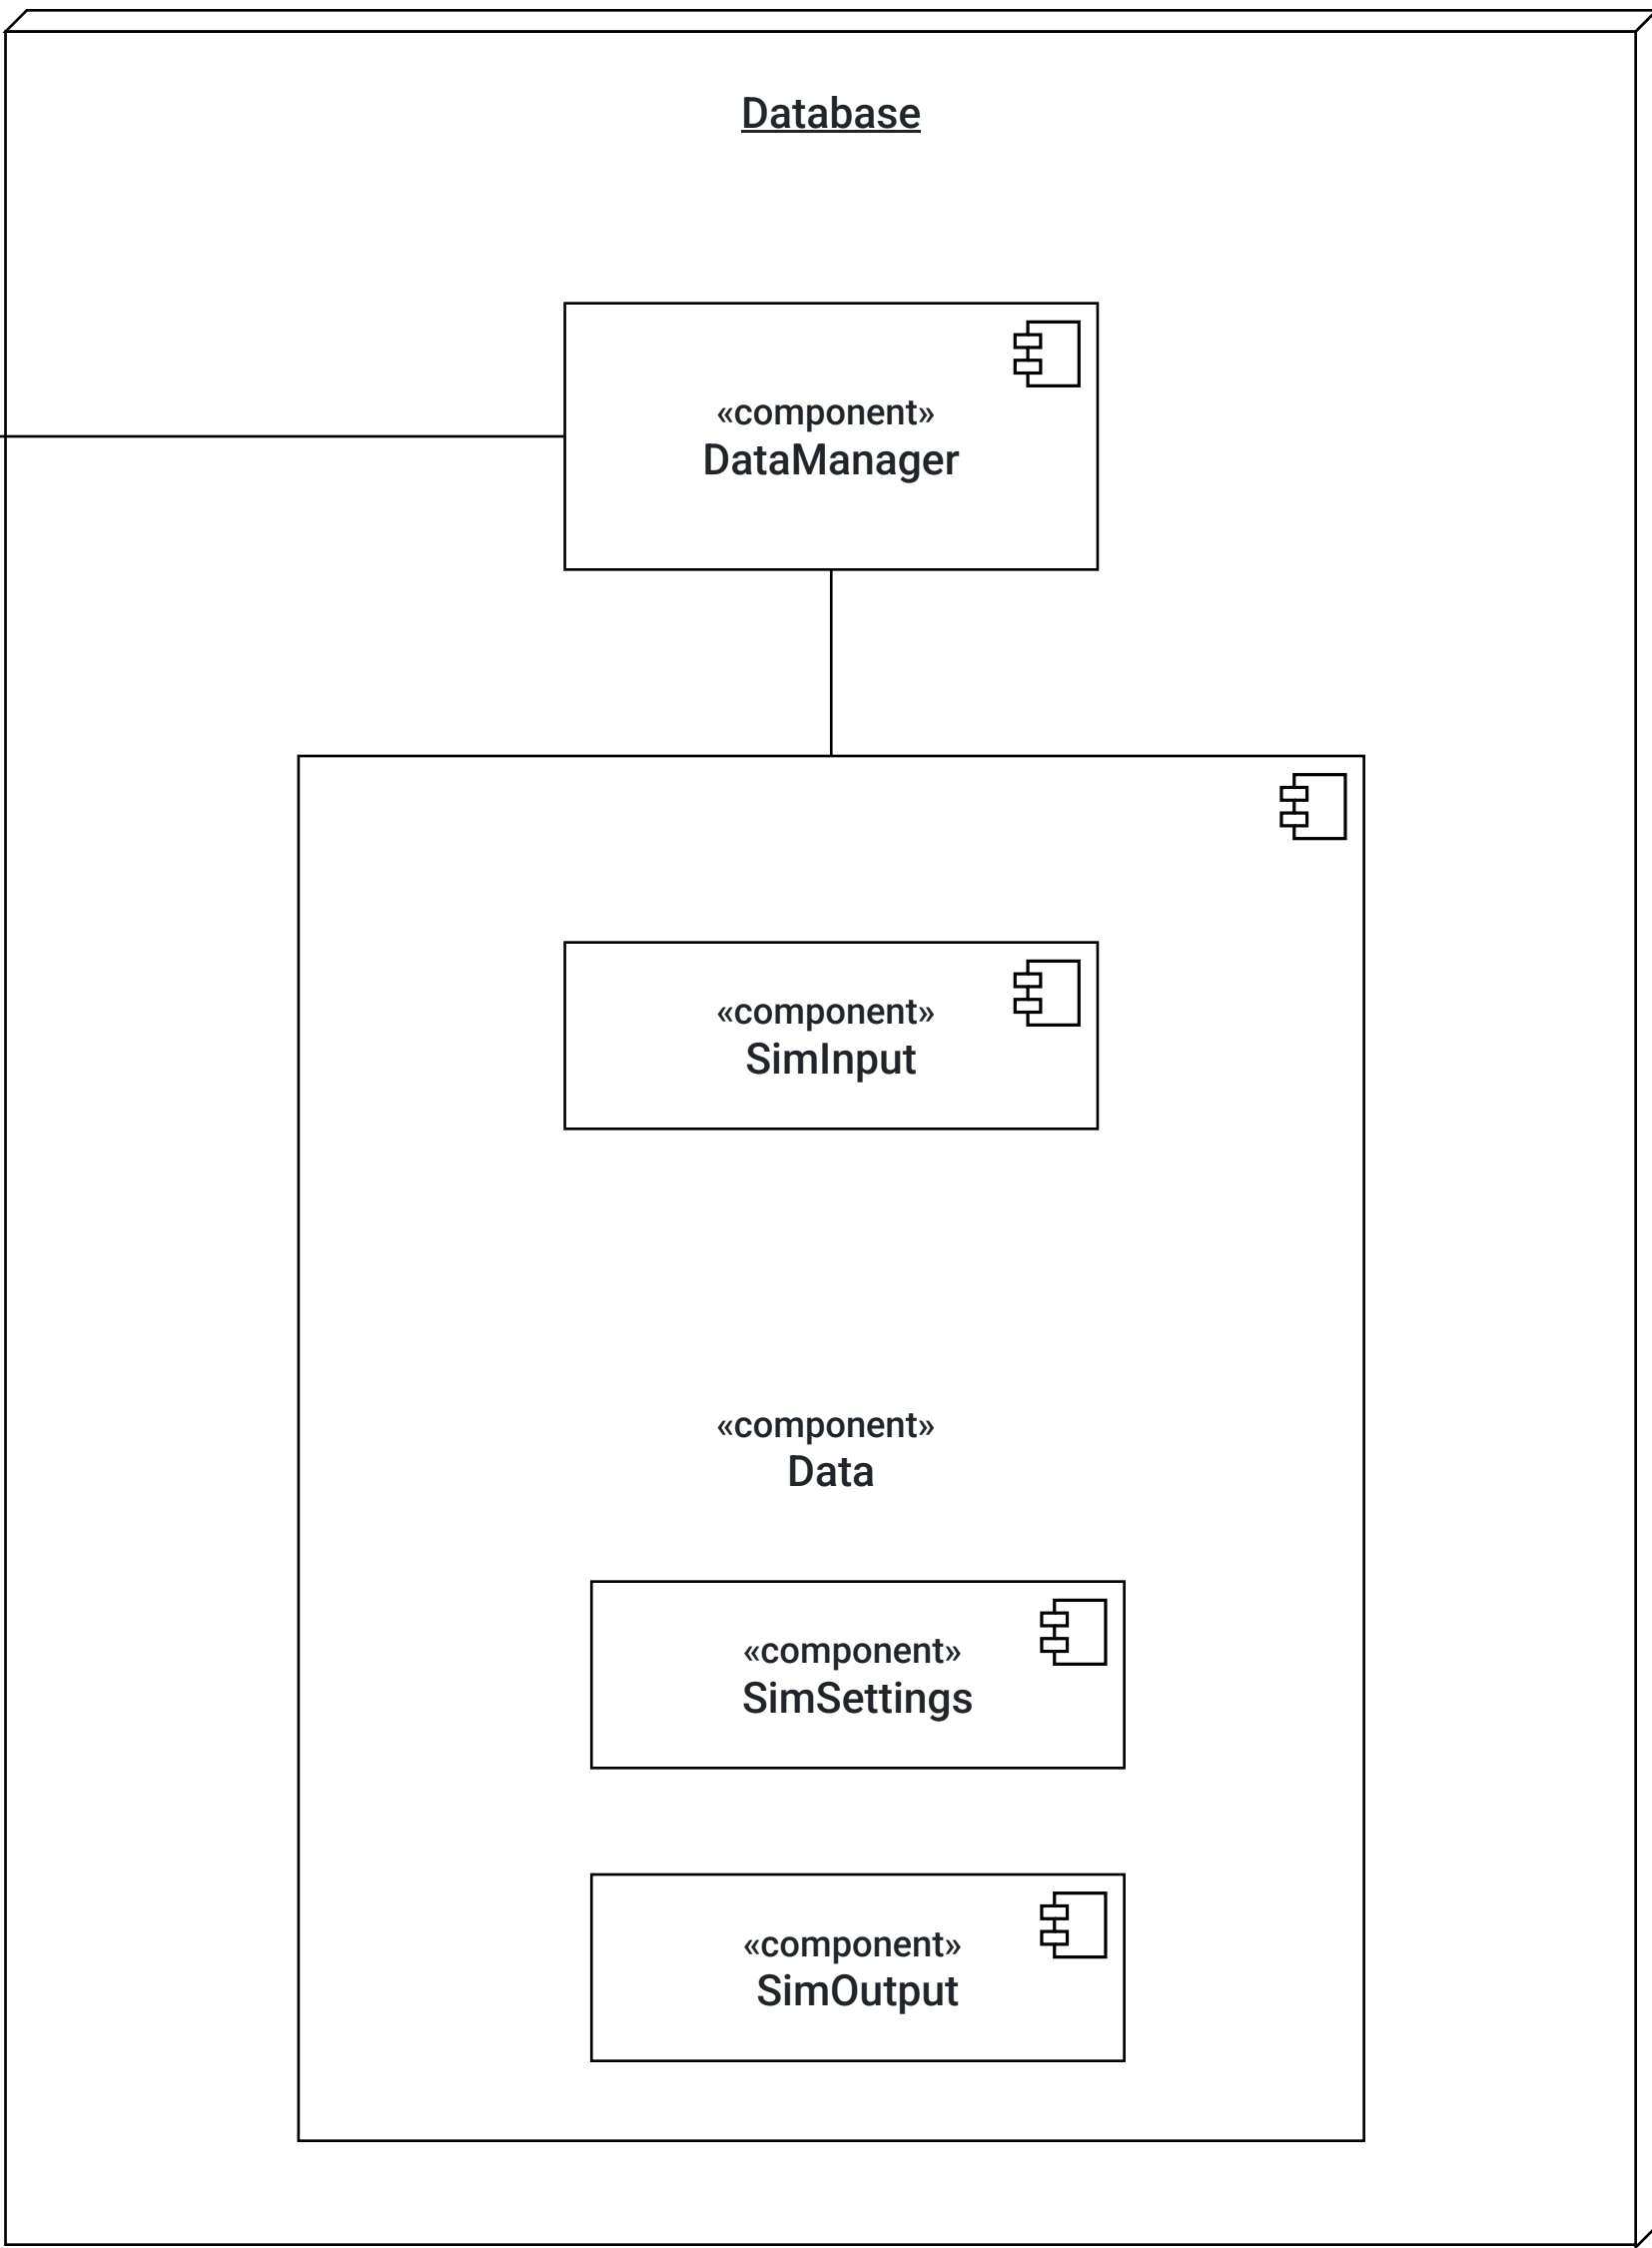 Database
«component»
DataManager
«component»
SimInput
«component»
Data
«component»
SimSettings
«component»
SimOutput